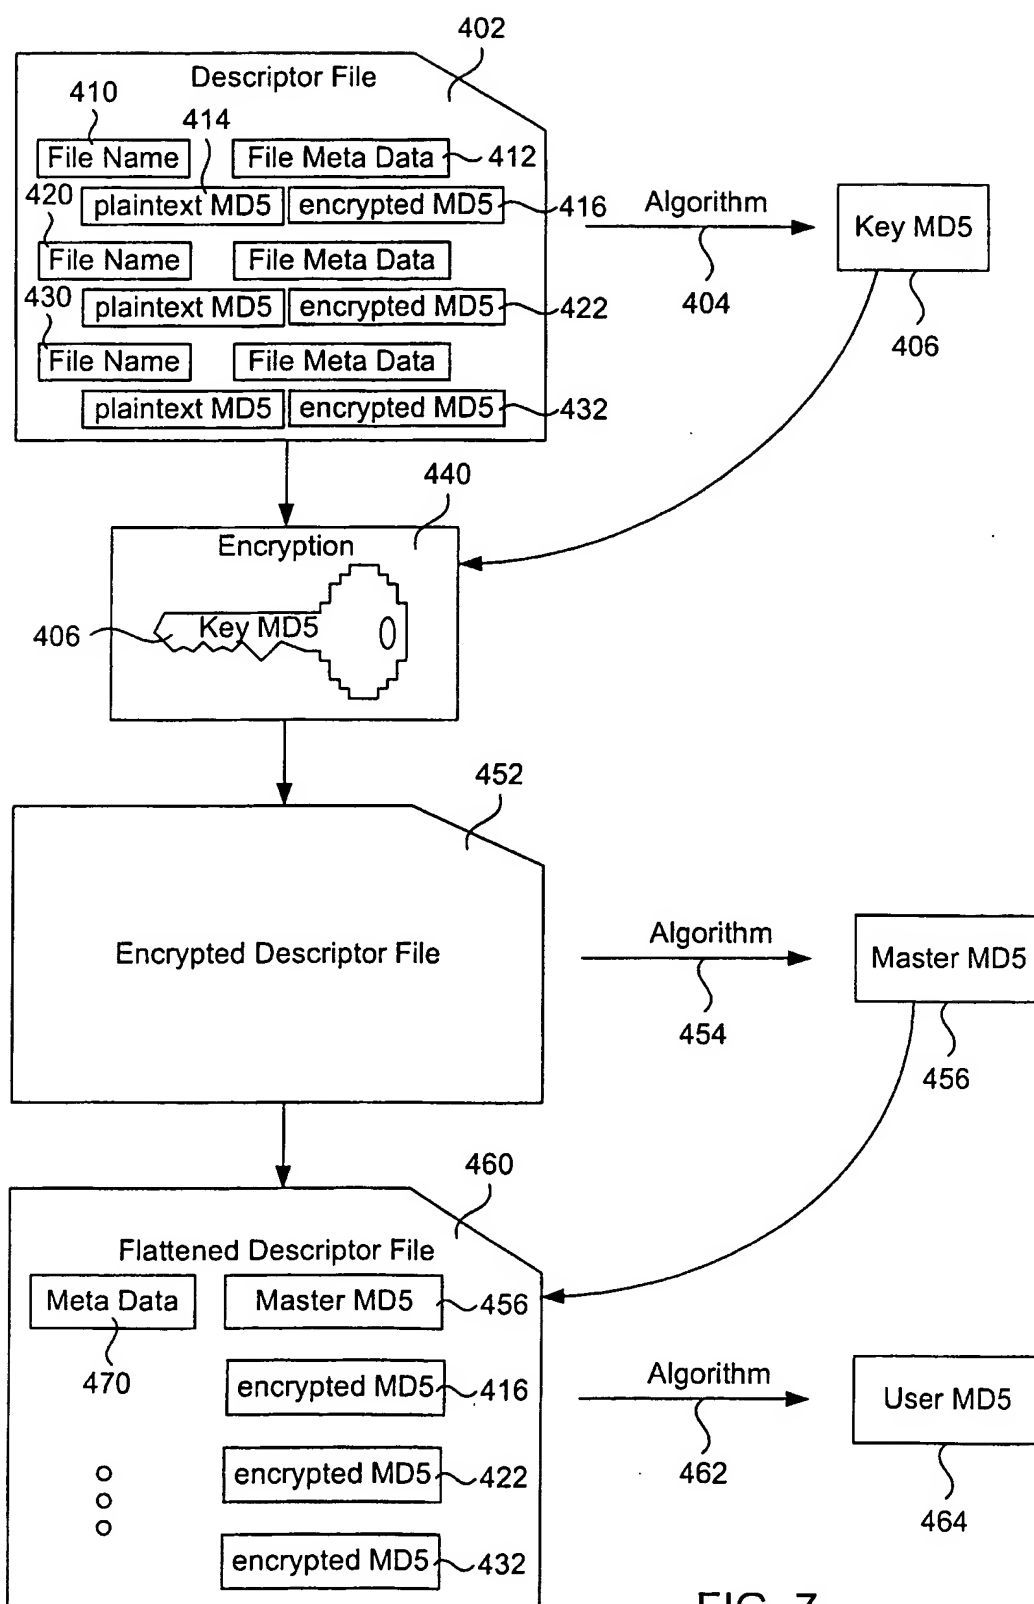 402
Descriptor File
410
414
File Name
File Meta Data
412
420
plaintext MD5
encrypted MD5
416
Algorithm
404
Key MD5
406
File Name
File Meta Data
430
plaintext MD5
encrypted MD5
422
File Name
File Meta Data
plaintext MD5
encrypted MD5
432
440
Encryption
406
Key MD5
452
Encrypted Descriptor File
Algorithm
454
Master MD5
456
460
Flattened Descriptor File
Meta Data
470
Master MD5
456
encrypted MD5
416
Algorithm
462
User MD5
464
encrypted MD5
422
encrypted MD5
432
FIG. 7